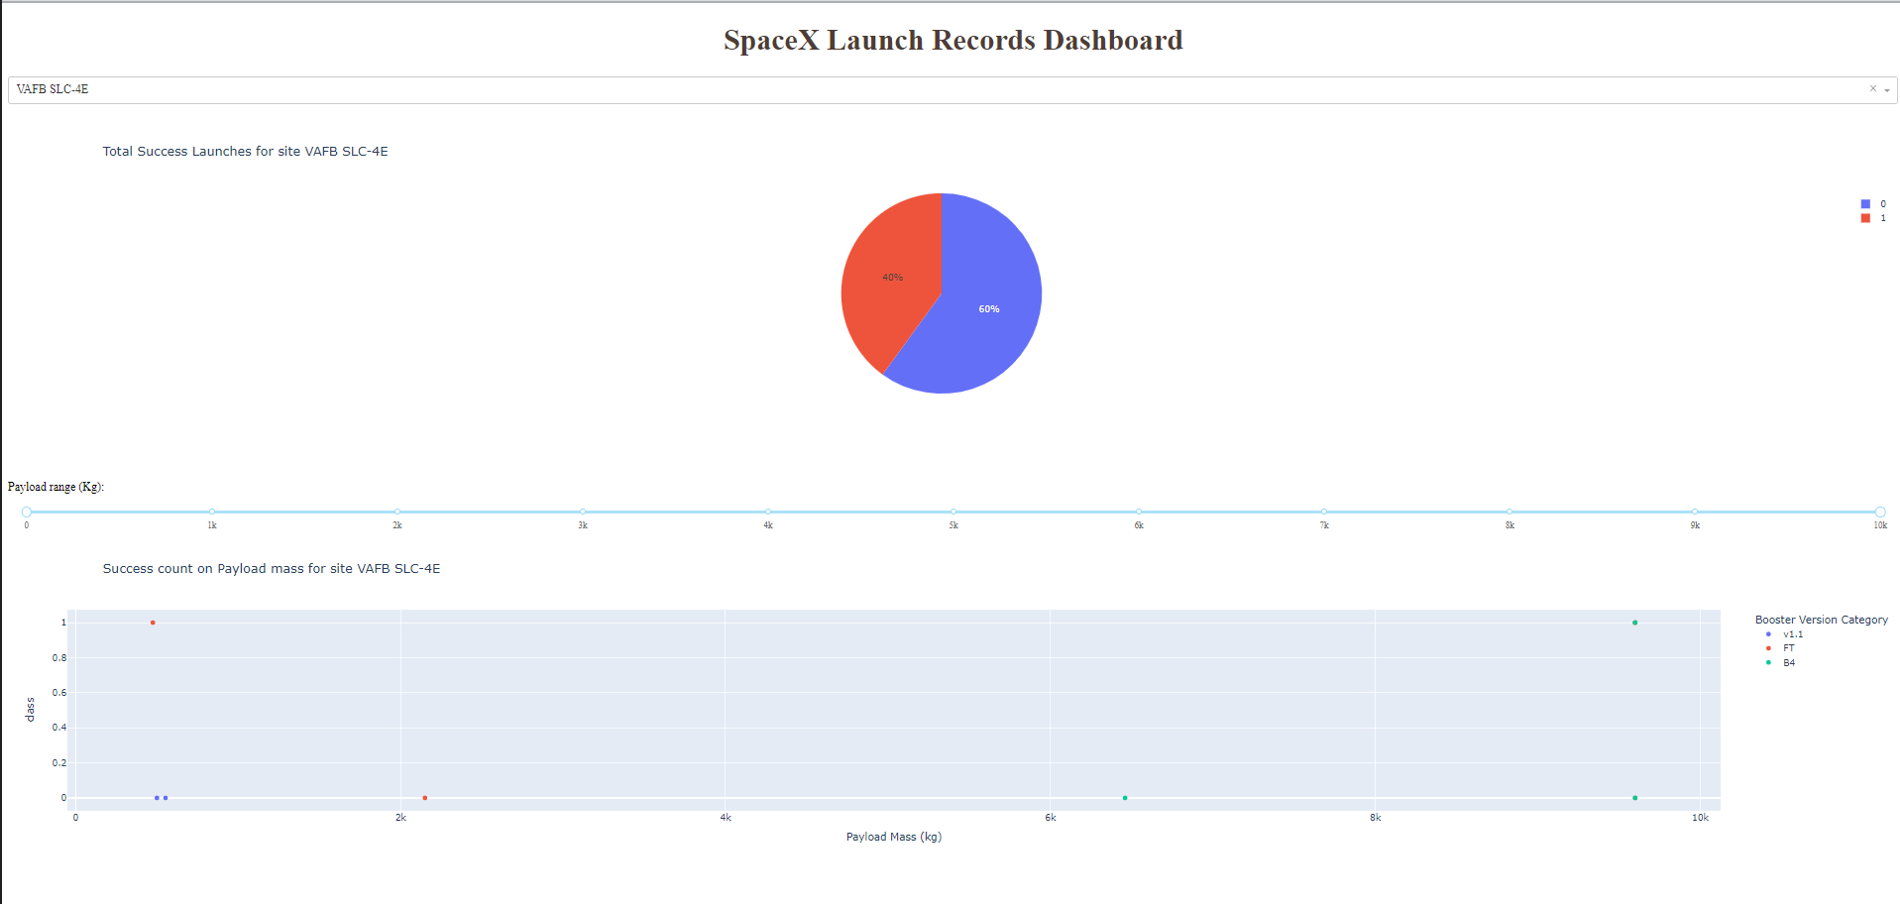 SpaceX Launch Records Dashboard
VAFB SLC-4E
×
Total Success Launches for site VAFB SLC-4E
0
1
40%
60%
Payload range (Kg):
0 1k 2k 3k 4k 5k 6k 7k 8k 9k 10k
Success count on Payload mass for site VAFB SLC-4E
Booster Version Category
v1.1
FT
B4
class
1
0.8
0.6
0.4
0.2
0
0 2k 4k 6k 8k 10k
Payload Mass (kg)